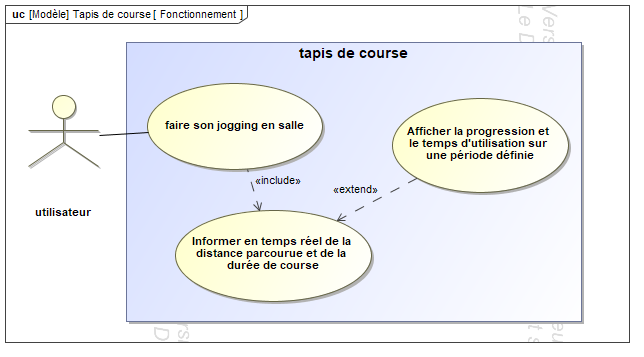 uc [Modèle] Tapis de course [ Fonctionnement ]
tapis de course
faire son jogging en salle
Afficher la progression et
le temps d'utilisation sur
une période définie
«include»
«extend»
utilisateur
Informer en temps réel de la
distance parcourue et de la
durée de course